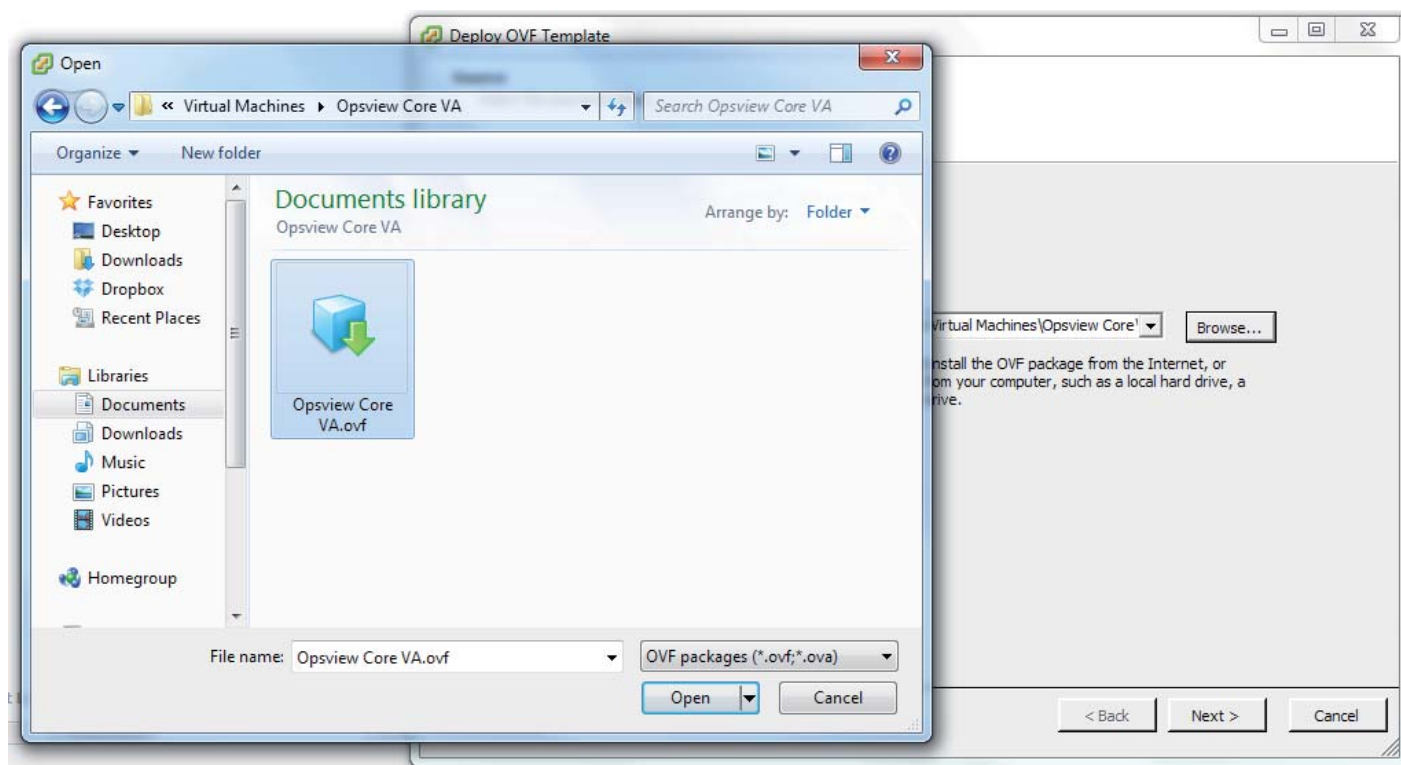 Deploy OVF Template
Open
« Virtual Machines Opsview Core VA
Search Opsview Core VA
Organize
New folder
Favorites
Desktop
Downloads
Dropbox
Recent Places
Libraries
Documents
Downloads
Music
Pictures
Videos
Homegroup
Documents library
Opsview Core VA
Arrange by: Folder
Opsview Core
VA.ovf
File name: Opsview Core VA.ovf
OVF packages (*.ovf;*.ova)
Open
Cancel
Virtual Machines\Opsview Core\
Browse...
nstall the OVF package from the Internet, or
om your computer, such as a local hard drive, a
rive.
< Back
Next >
Cancel